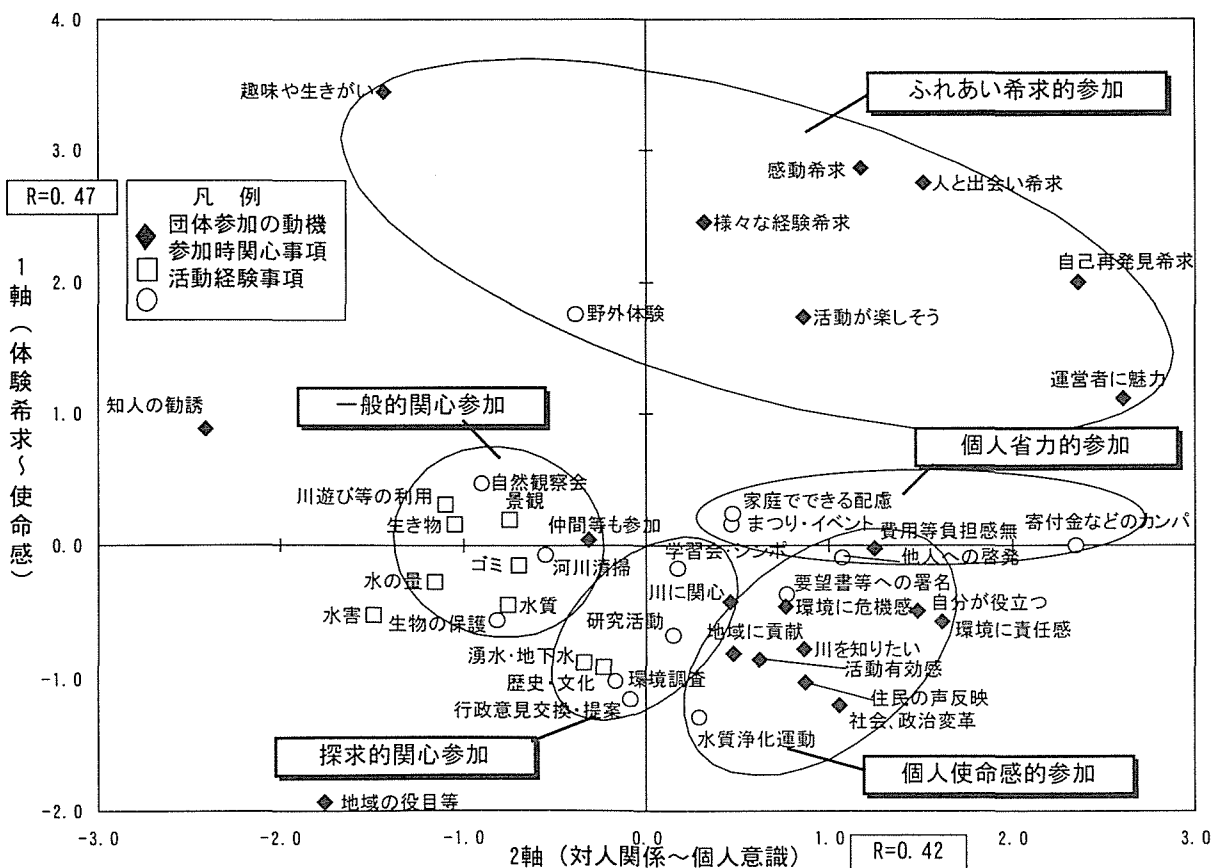 4.0
趣味や生きがい
ふれあい希求的参加
3.0
感動希求
人と出会い希求
R=0.47
凡 例
団体参加の動機
参加時関心事項
活動経験事項
様々な経験希求
自己再発見希求
2.0
野外体験
活動が楽しそう
運営者に魅力
1軸(体験希求~使命感)
知人の勧誘
1.0
一般的関心参加
個人省力的参加
自然観察会
川遊び等の利用
景観
家庭でできる配慮
生き物
仲間等も参加
まつり・イベント
寄付金などのカンパ
費用等負担感無
0.0
学習会・シンポ
他人への啓発
ゴミ
河川清掃
水の量
川に関心
要望書等への署名
水害
生物の保護
水質
環境に危機感
自分が役立つ
研究活動
環境に責任感
地域に貢献
川を知りたい
湧水・地下水
活動有効感
歴史・文化
環境調査
-1.0
行政意見交換・提案
住民の声反映
社会、政治変革
水質浄化運動
探求的関心参加
個人使命感的参加
地域の役目等
-2.0
-3.0
-2.0
-1.0
0.0
1.0
2.0
3.0
2軸(対人関係~個人意識)
R=0.42